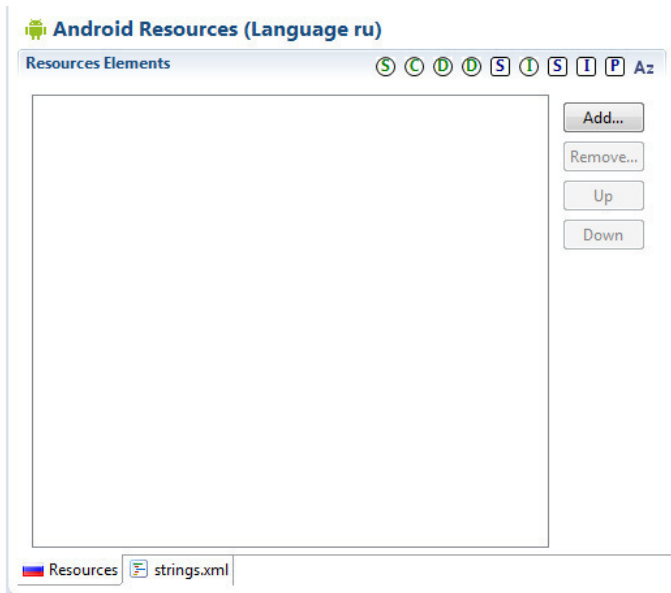 Android Resources (Language ru)
Resources Elements
S C D D S I S I P Az
Add...
Remove...
Up
Down
Resources strings.xml